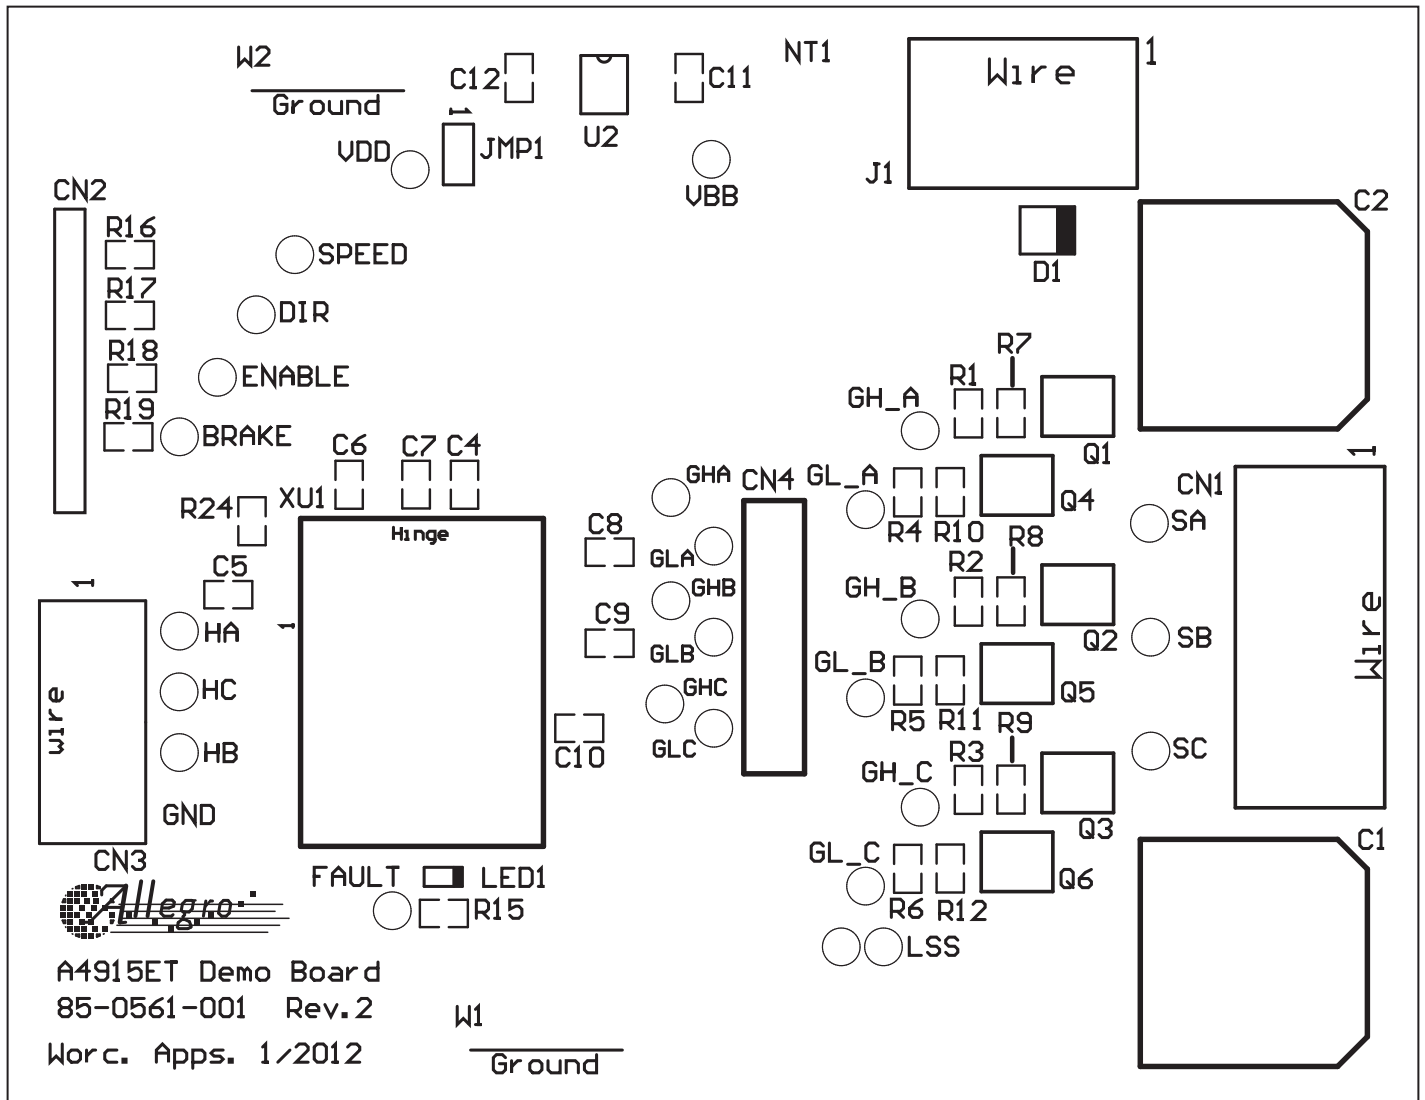 W2
Ground
C12
U2
C11
NT1
Wire
1
J1
1
VDD
JMP1
VBB
CN2
R16
SPEED
R17
DIR
R18
ENABLE
R19
BRAKE
D1
C2
R7
R1
GH_A
Q1
C6
C7
C4
XU1
R24
Hinge
C5
1
C8
C9
C10
GHA
GLA
GHB
GLB
GHC
GLC
CN4
GL_A
R4
R10
Q4
R8
R2
GH_B
Q2
GL_B
R5
R11
Q5
R9
R3
GH_C
Q3
GL_C
R6
R12
Q6
LSS
CN1
1
SA
SB
SC
Wire
C1
1
HA
HC
HB
wire
GND
CN3
FAULT
LED1
R15
Allegro
A4915ET Demo Board
85-0561-001 Rev.2
Worc. Apps. 1/2012
W1
Ground